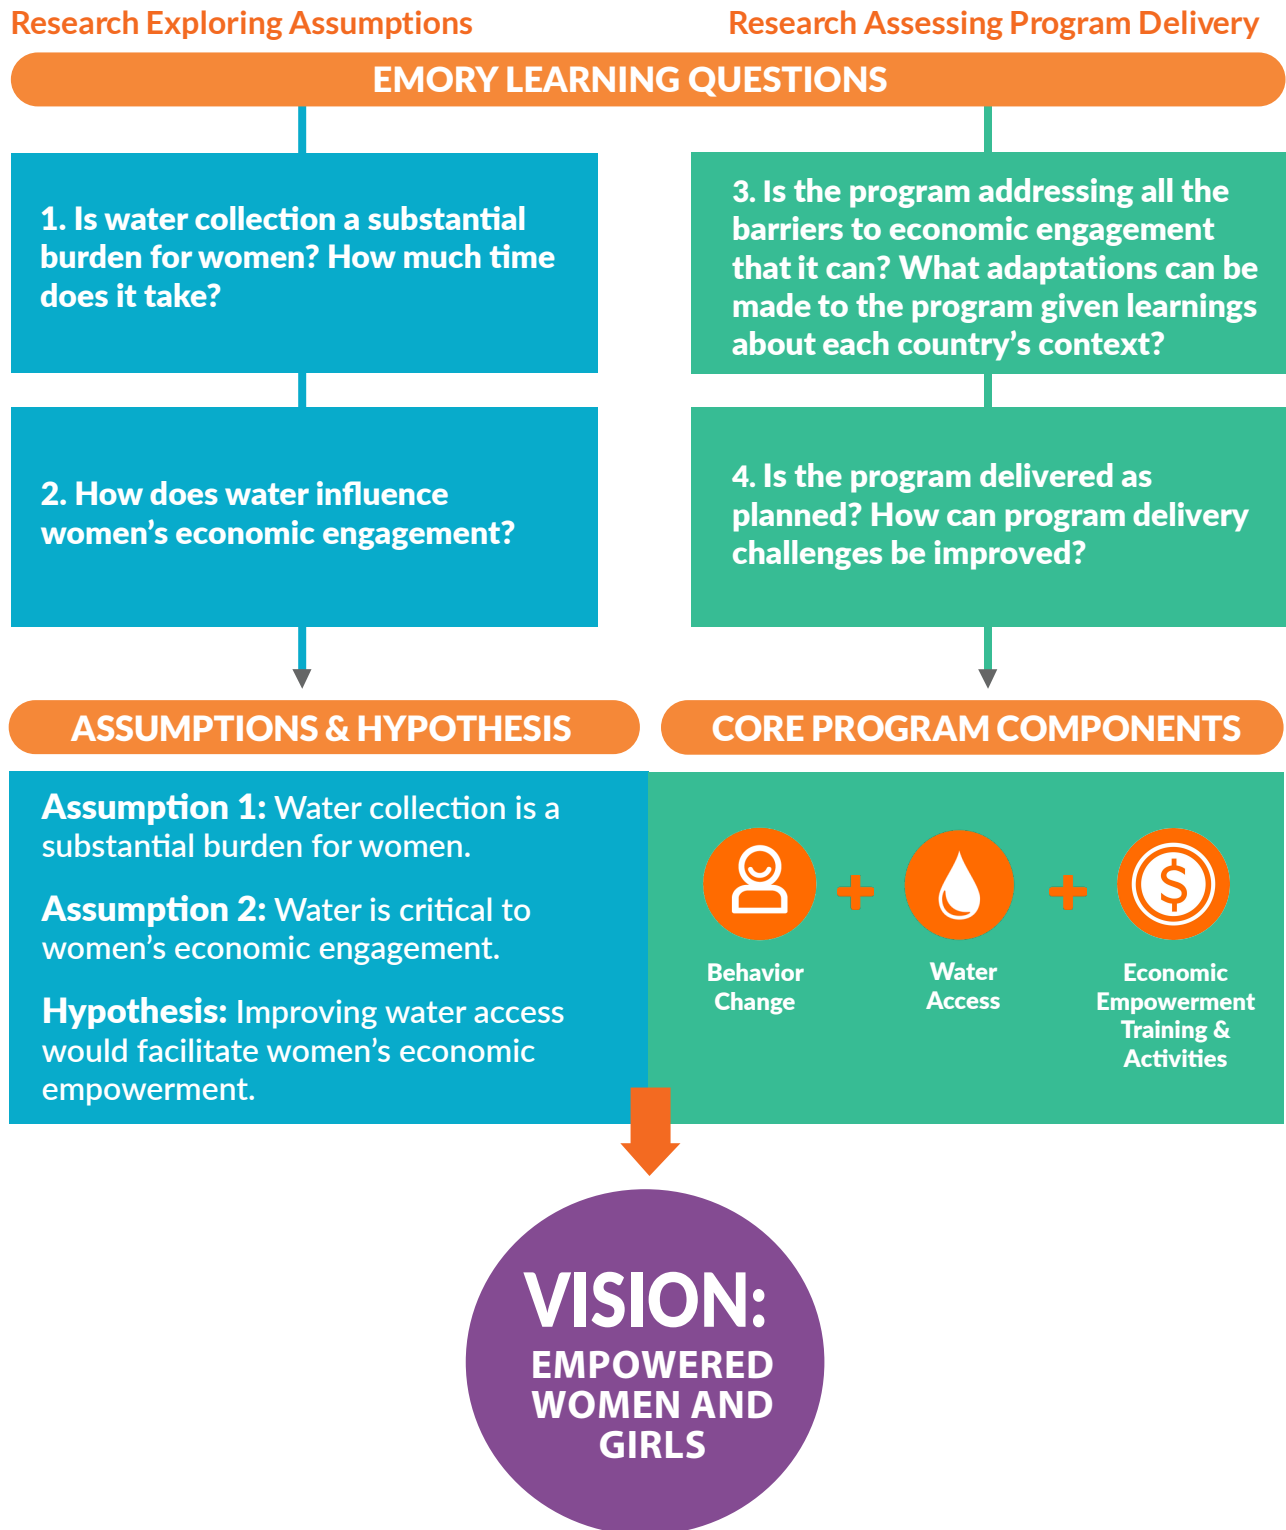 Research Exploring Assumptions
Research Assessing Program Delivery
EMORY LEARNING QUESTIONS
1. Is water collection a substantial
burden for women? How much time
does it take?
2. How does water influence
women’s economic engagement?
3. Is the program addressing all the
barriers to economic engagement
that it can? What adaptations can be
made to the program given learnings
about each country’s context?
4. Is the program delivered as
planned? How can program delivery
challenges be improved?
ASSUMPTIONS & HYPOTHESIS
Assumption 1: Water collection is a
substantial burden for women.
Assumption 2: Water is critical to
women’s economic engagement.
Hypothesis: Improving water access
would facilitate women’s economic
empowerment.
CORE PROGRAM COMPONENTS
Behavior
Change
Water
Access
$
Economic
Empowerment
Training &
Activities
VISION:
EMPOWERED
WOMEN AND
GIRLS